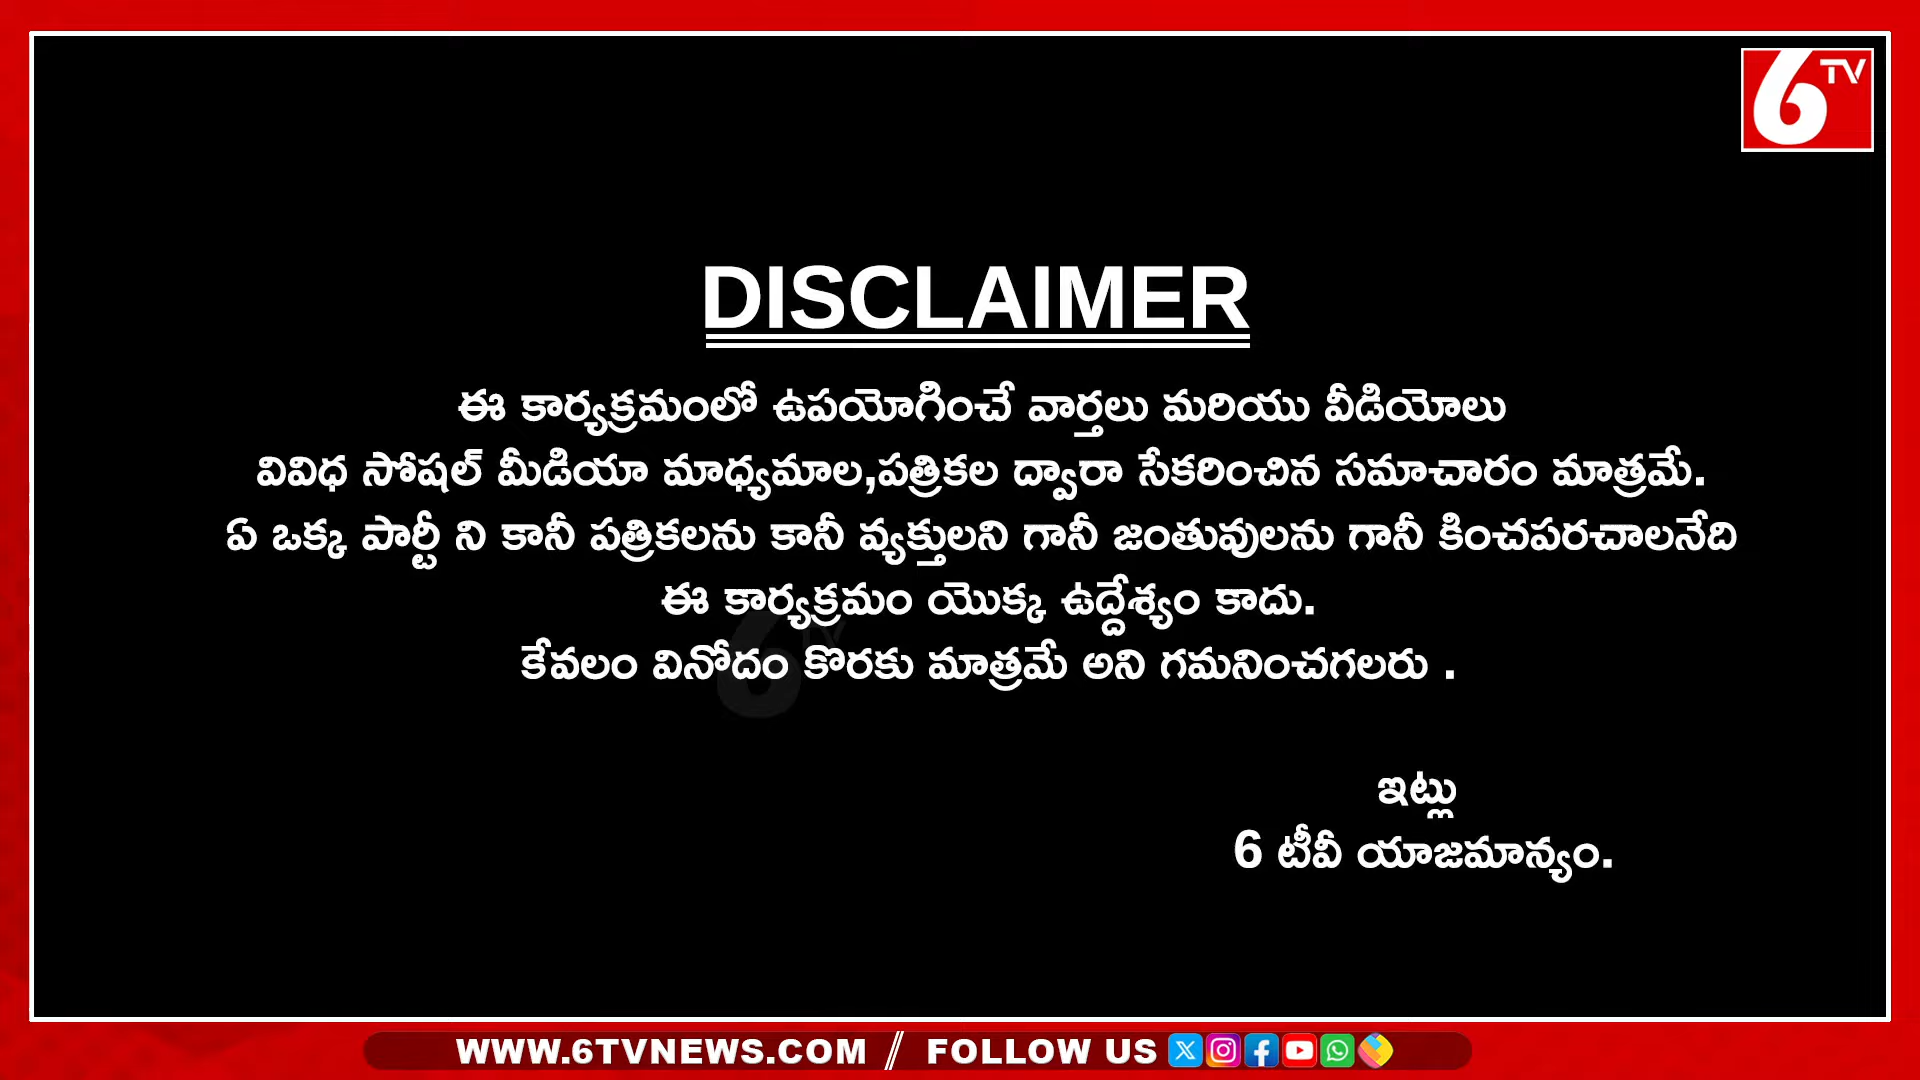 6 TV
DISCLAIMER
ఈ కార్యక్రమంలో ఉపయోగించే వార్తలు మరియు వీడియోలు
వివిధ సోషల్ మీడియా మాధ్యమాల,పత్రికల ద్వారా సేకరించిన సమాచారం మాత్రమే.
ఏ ఒక్క పార్టీ ని కానీ పత్రికలను కానీ వ్యక్తులని గానీ జంతువులను గానీ కించపరచాలనేది
ఈ కార్యక్రమం యొక్క ఉద్దేశ్యం కాదు.
కేవలం వినోదం కొరకు మాత్రమే అని గమనించగలరు .
ఇట్లు
6 టీవీ యాజమాన్యం.
WWW.6TVNEWS.COM // FOLLOW US